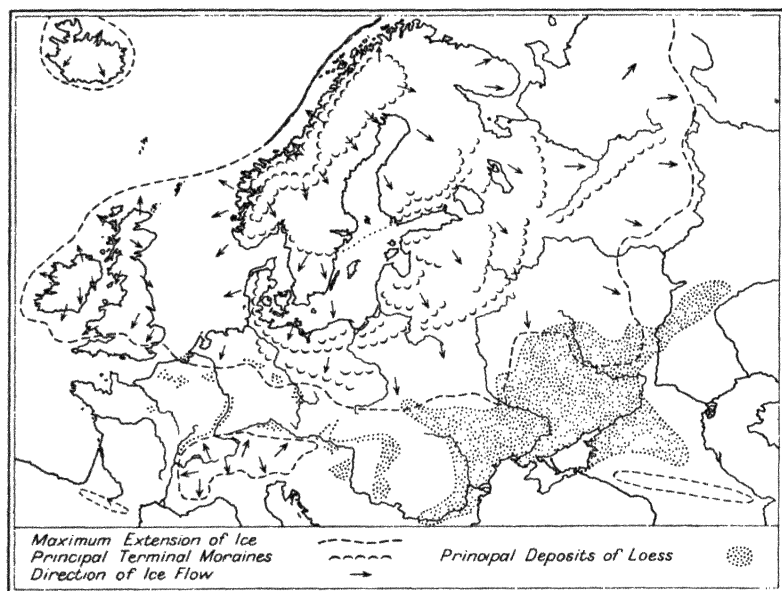 Maximum Extension of Ice
Principal Terminal Moraines
Direction of Ice Flow
Principal Deposits of Loess